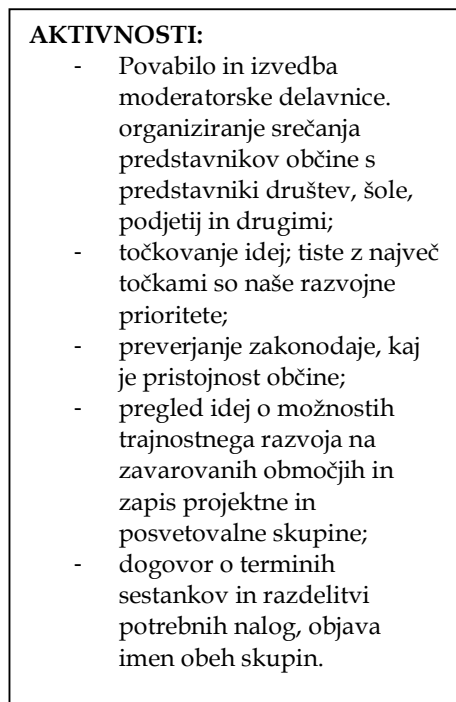 AKTIVNOSTI:
- Povabilo in izvedba
moderatorske delavnice.
organiziranje srečanja
predstavnikov občine s
predstavniki društev, šole,
podjetij in drugimi;
- točkovanje idej; tiste z največ
točkami so naše razvojne
prioritete;
- preverjanje zakonodaje, kaj
je pristojnost občine;
- pregled idej o možnostih
trajnostnega razvoja na
zavarovanih območjih in
zapis projektne in
posvetovalne skupine;
- dogovor o terminih
sestankov in razdelitvi
potrebnih nalog, objava
imen obeh skupin.